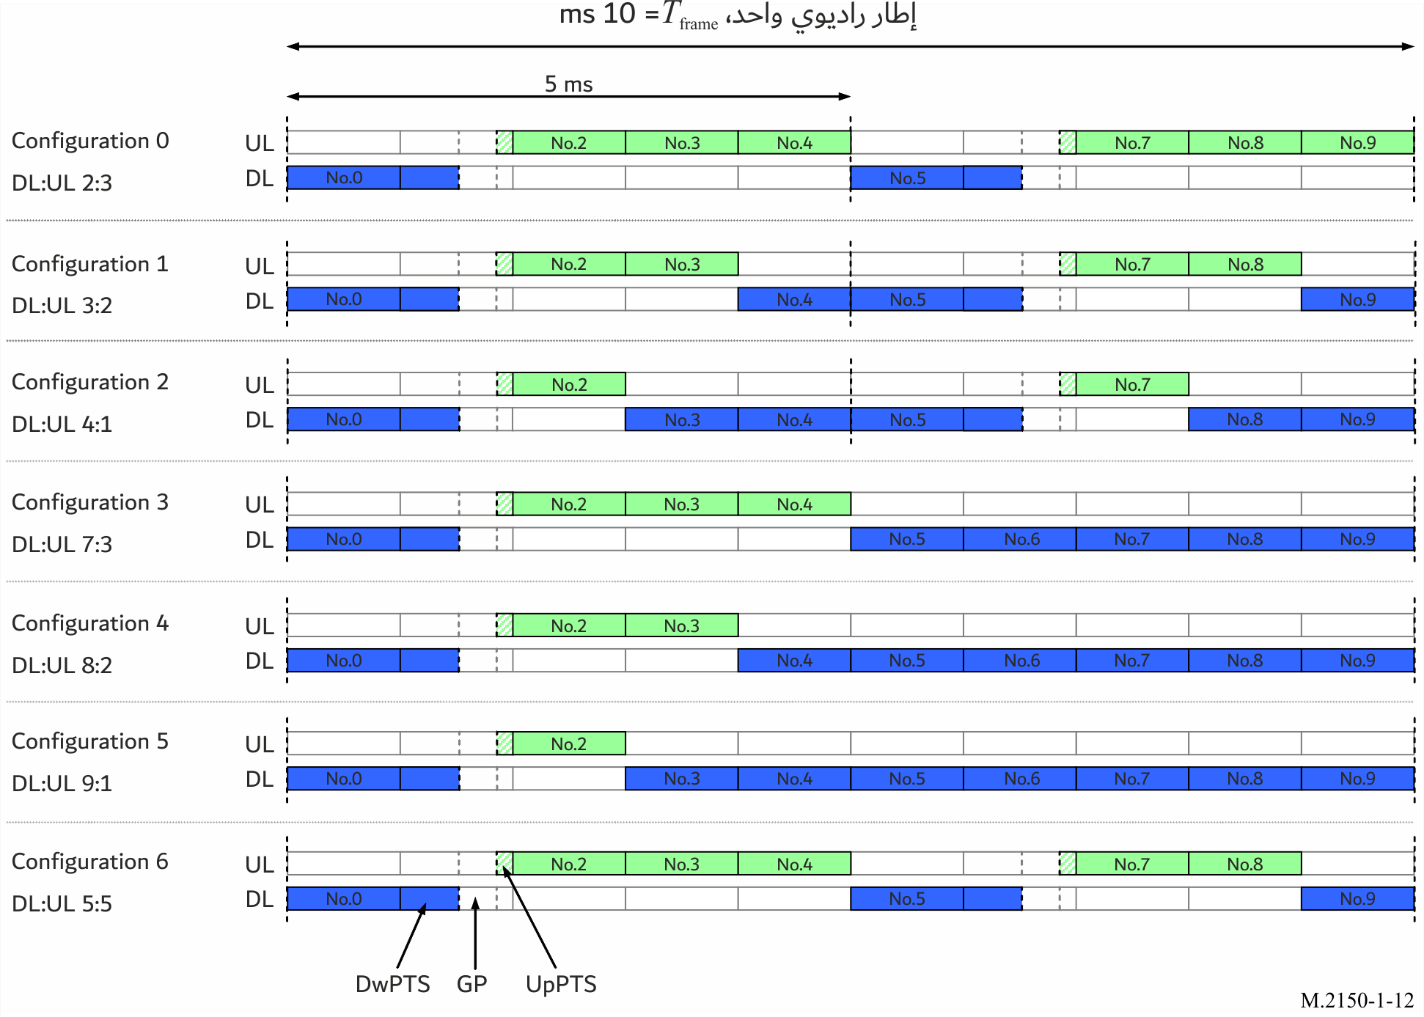 إطار راديوي واحد، Tframe= 10 ms
5 ms
Configuration 0
UL No.2 No.3 No.4 No.7 No.8 No.9
DL:UL 2:3
DL No.0 No.5
Configuration 1
UL No.2 No.3 No.7 No.8
DL:UL 3:2
DL No.0 No.4 No.5 No.9
Configuration 2
UL No.2 No.7
DL:UL 4:1
DL No.0 No.3 No.4 No.5 No.8 No.9
Configuration 3
UL No.2 No.3 No.4
DL:UL 7:3
DL No.0 No.5 No.6 No.7 No.8 No.9
Configuration 4
UL No.2 No.3
DL:UL 8:2
DL No.0 No.4 No.5 No.6 No.7 No.8 No.9
Configuration 5
UL No.2
DL:UL 9:1
DL No.0 No.3 No.4 No.5 No.6 No.7 No.8 No.9
Configuration 6
UL No.2 No.3 No.4 No.7 No.8
DL:UL 5:5
DL No.0 No.5 No.9
DwPTS GP UpPTS
M.2150-1-12